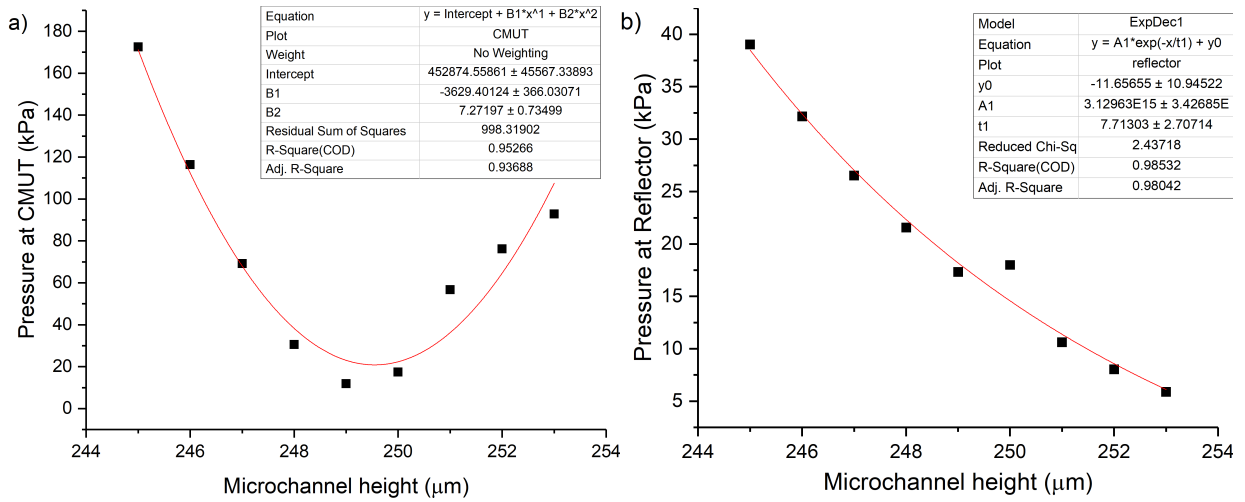 a)
Equation y = Intercept + B1*x^1 + B2*x^2
Plot CMUT
Weight No Weighting
Intercept 452874.55861 ± 45567.33893
B1 -3629.40124 ± 366.03071
B2 7.27197 ± 0.73499
Residual Sum of Squares 998.31902
R-Square(COD) 0.95266
Adj. R-Square 0.93688
Pressure at CMUT (kPa)
180
160
140
120
100
80
60
40
20
0
244 246 248 250 252 254
Microchannel height (μm)
b)
Model ExpDec1
Equation y = A1*exp(-x/t1) + y0
Plot reflector
y0 -11.65655 ± 10.94522
A1 3.12963E15 ± 3.42685E
t1 7.71303 ± 2.70714
Reduced Chi-Sq 2.43718
R-Square(COD) 0.98532
Adj. R-Square 0.98042
Pressure at Reflector (kPa)
40
35
30
25
20
15
10
5
244 246 248 250 252 254
Microchannel height (μm)